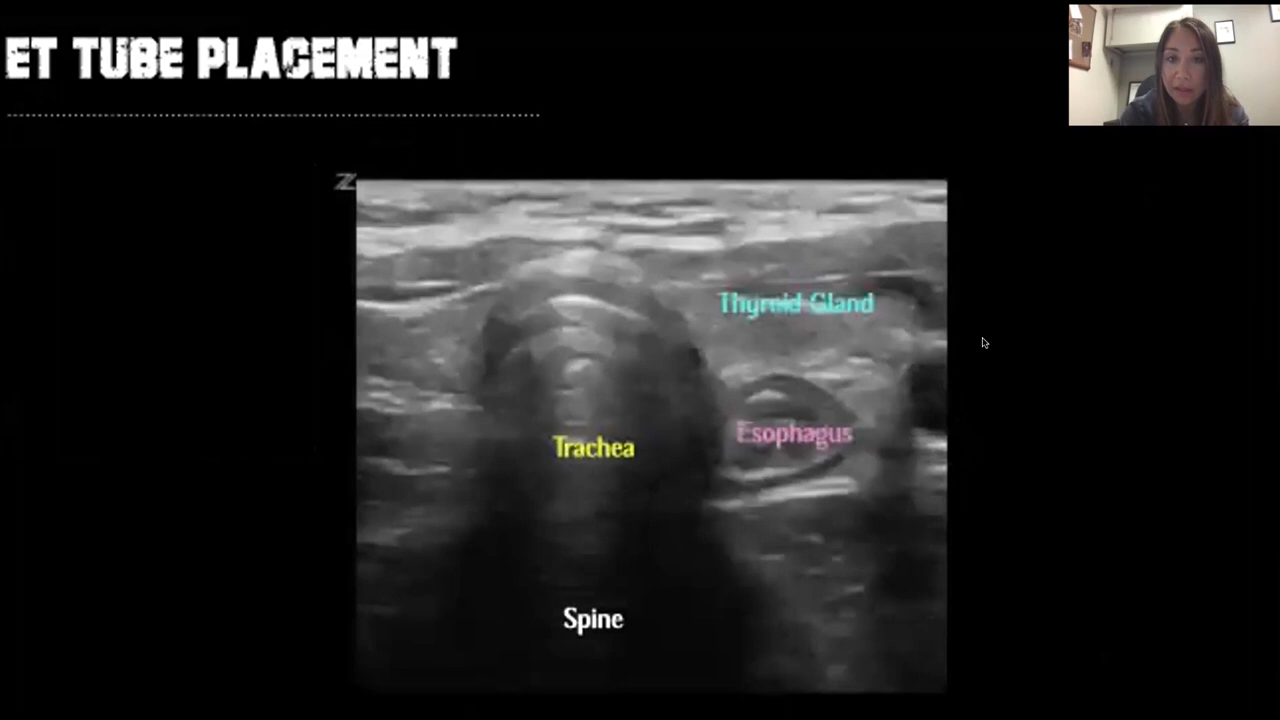 ET TUBE PLACEMENT
Z
Thyroid Gland
Esophagus
Trachea
Spine